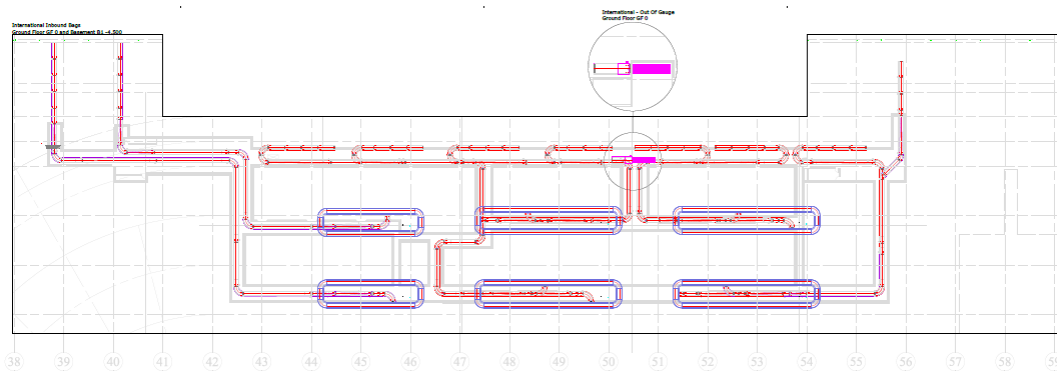 International - Out Of Gauge
Ground Floor GF 0
International Inbound Bags
Ground Floor GF 0 and Basement B1 -4.500
38 39 40 41 42 43 44 45 46 47 48 49 50 51 52 53 54 55 56 57 58 59